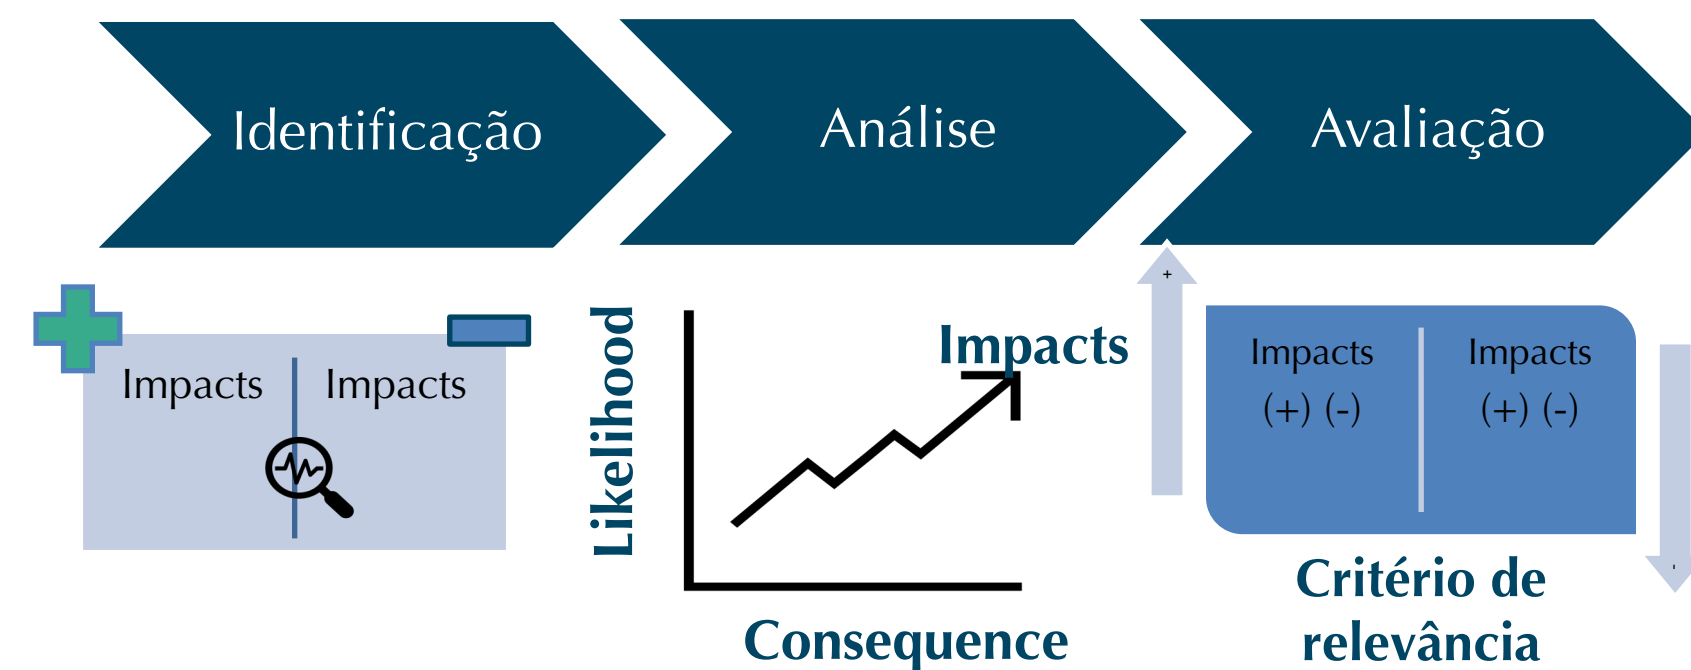 Identificação
Análise
Avaliação
Impacts
Impacts
Likelihood
Impacts
Consequence
+
Impacts
(+) (-)
Impacts
(+) (-)
-
Critério de
relevância